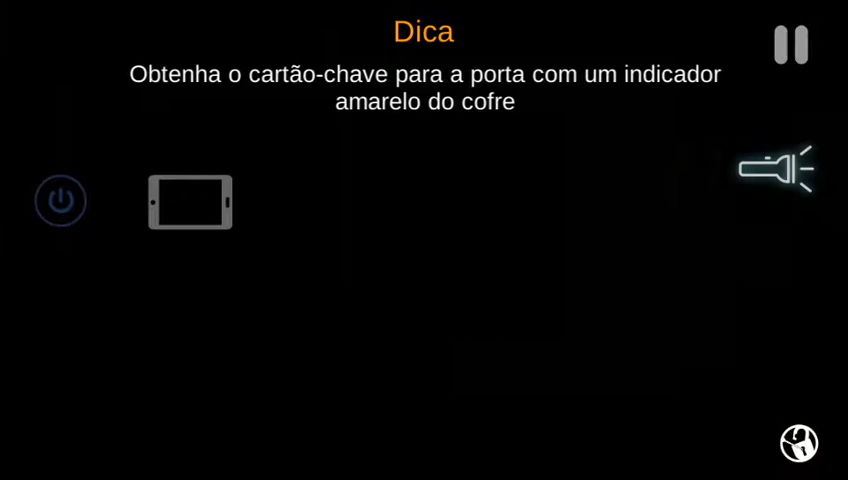 Dica
Obtenha o cartão-chave para a porta com um indicador
amarelo do cofre